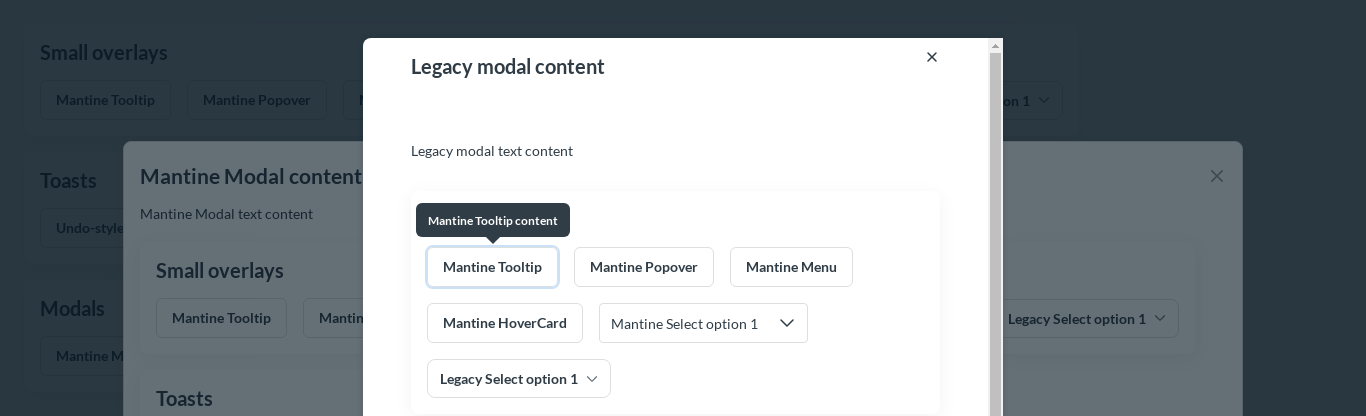 Small overlays
Mantine Tooltip
Mantine Popover
on 1
Toasts
Undo-style
Modals
Mantine M
Mantine Modal content
Mantine Modal text content
Small overlays
Mantine Tooltip
Mantin
Legacy Select option 1
Toasts
Legacy modal content
Legacy modal text content
Mantine Tooltip content
Mantine Tooltip
Mantine Popover
Mantine Menu
Mantine HoverCard
Mantine Select option 1
Legacy Select option 1